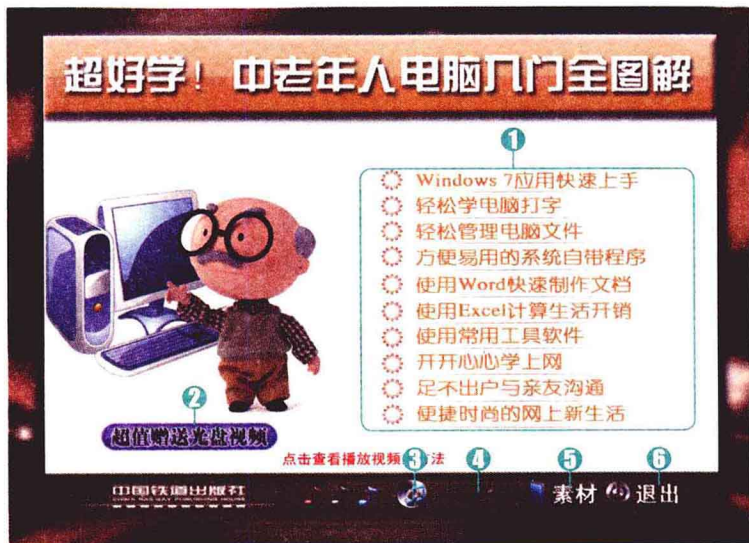 超好学！中老年人电脑入门全图解
1
Windows 7应用快速上手
轻松学电脑打字
轻松管理电脑文件
方便易用的系统自带程序
使用Word快速制作文档
使用Excel计算生活开销
使用常用工具软件
开开心心学上网
足不出户与亲友沟通
便捷时尚的网上新生活
2
超值赠送光盘视频
点击查看播放视频 方法
3
4
5
6
中国铁道出版社
素材
退出